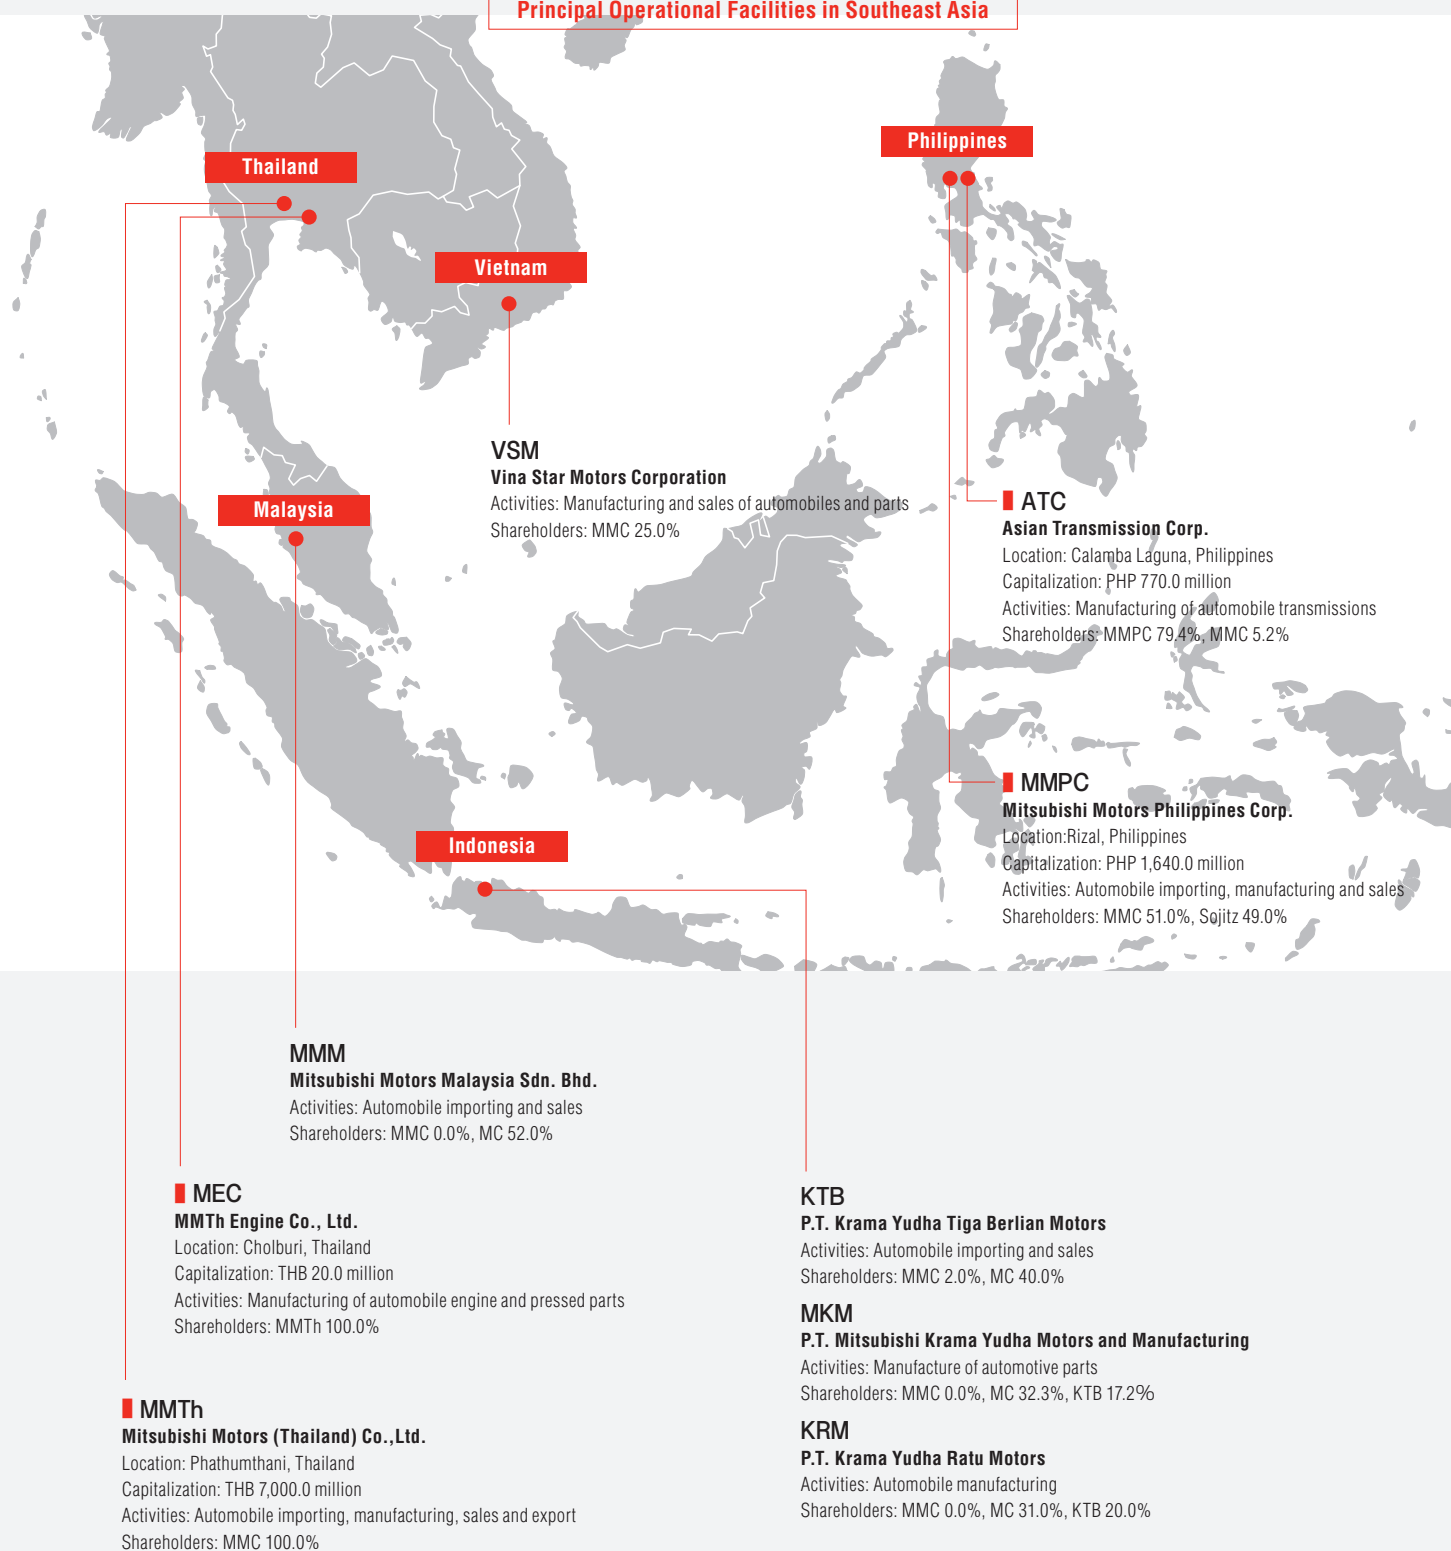 Principal Operational Facilities in Southeast Asia
Thailand
Philippines
Vietnam
Malaysia
Indonesia
VSM
Vina Star Motors Corporation
Activities: Manufacturing and sales of automobiles and parts
Shareholders: MMC 25.0%
ATC
Asian Transmission Corp.
Location: Calamba Laguna, Philippines
Capitalization: PHP 770.0 million
Activities: Manufacturing of automobile transmissions
Shareholders: MMPC 79.4%, MMC 5.2%
MMPC
Mitsubishi Motors Philippines Corp.
Location:Rizal, Philippines
Capitalization: PHP 1,640.0 million
Activities: Automobile importing, manufacturing and sales
Shareholders: MMC 51.0%, Sojitz 49.0%
MMM
Mitsubishi Motors Malaysia Sdn. Bhd.
Activities: Automobile importing and sales
Shareholders: MMC 0.0%, MC 52.0%
MEC
MMTh Engine Co., Ltd.
Location: Cholburi, Thailand
Capitalization: THB 20.0 million
Activities: Manufacturing of automobile engine and pressed parts
Shareholders: MMTh 100.0%
MMTh
Mitsubishi Motors (Thailand) Co.,Ltd.
Location: Phathumthani, Thailand
Capitalization: THB 7,000.0 million
Activities: Automobile importing, manufacturing, sales and export
Shareholders: MMC 100.0%
KTB
P.T. Krama Yudha Tiga Berlian Motors
Activities: Automobile importing and sales
Shareholders: MMC 2.0%, MC 40.0%
MKM
P.T. Mitsubishi Krama Yudha Motors and Manufacturing
Activities: Manufacture of automotive parts
Shareholders: MMC 0.0%, MC 32.3%, KTB 17.2%
KRM
P.T. Krama Yudha Ratu Motors
Activities: Automobile manufacturing
Shareholders: MMC 0.0%, MC 31.0%, KTB 20.0%